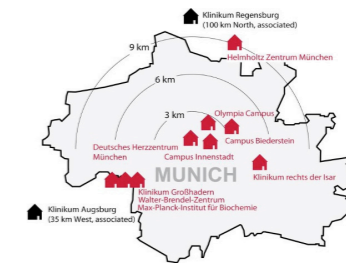 Klinikum Regensburg
(100 km North, associated)
9 km
Helmholtz Zentrum München
6 km
3 km
Olympia Campus
Deutsches Herzzentrum
München
Campus Biederstein
Campus Innenstadt
MUNICH
Klinikum rechts der Isar
Klinikum Großhadern
Walter-Brendel-Zentrum
Max-Planck-Institut für Biochemie
Klinikum Augsburg
(35 km West, associated)